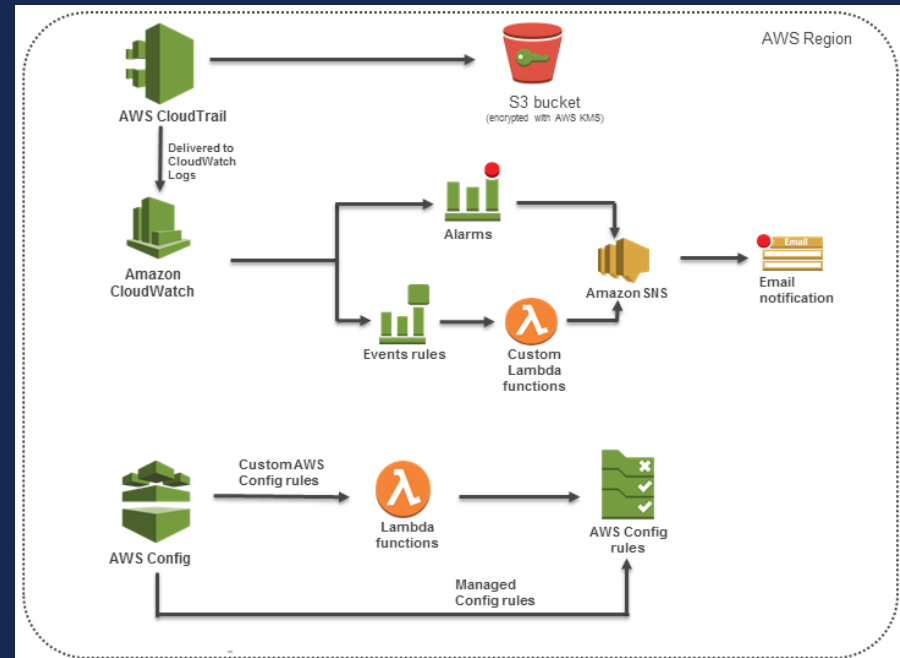 AWS Region
AWS CloudTrail
S3 bucket
(encrypted with AWS KMS)
Delivered to
CloudWatch
Logs
Amazon
CloudWatch
Alarms
Amazon SNS
Email
Email
notification
Events rules
Custom
Lambda
functions
Custom AWS
Config rules
AWS Config
Lambda
functions
AWS Config
rules
Managed
Config rules